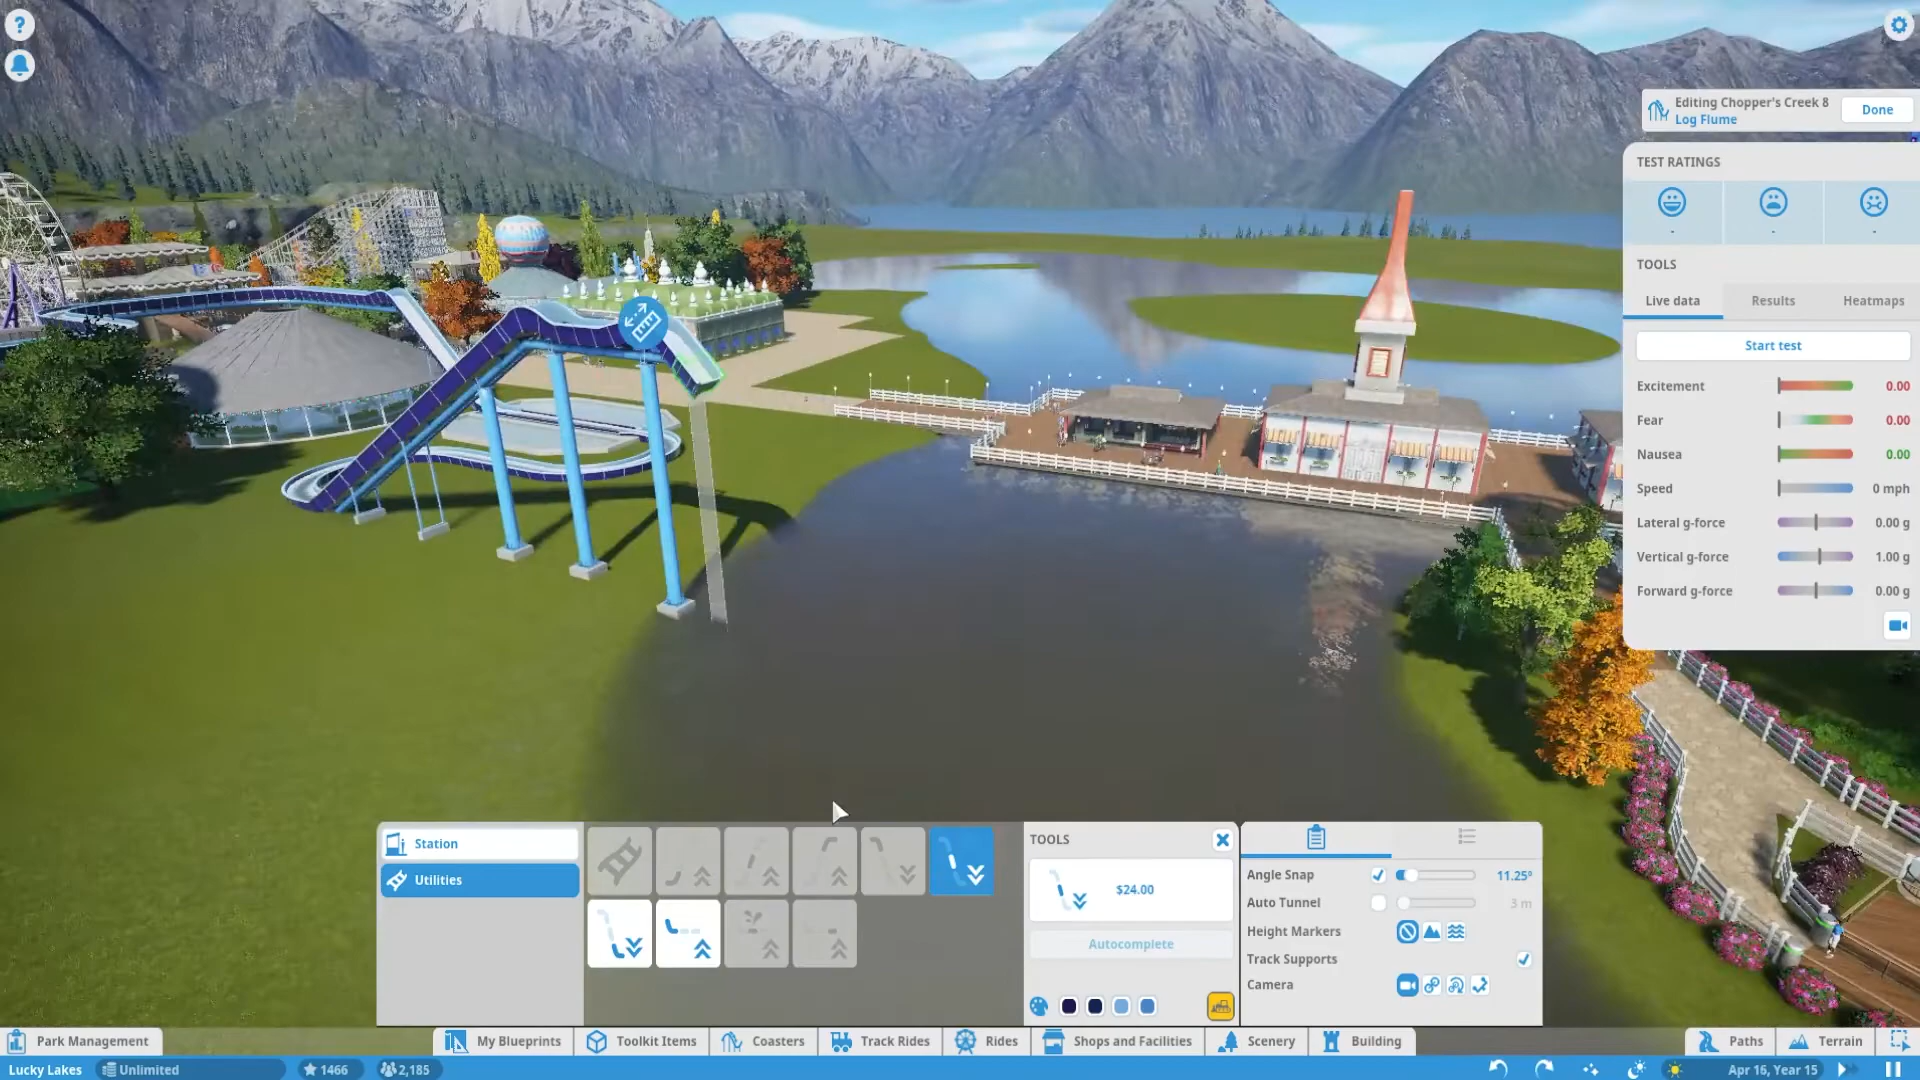 ?
Editing Chopper's Creek 8
Log Flume
Done
TEST RATINGS
- - -
TOOLS
Live data Results Heatmaps
Start test
Excitement 0.00
Fear 0.00
Nausea 0.00
Speed 0 mph
Lateral g-force 0.00 g
Vertical g-force 1.00 g
Forward g-force 0.00 g
Station
Utilities
TOOLS
$24.00
Autocomplete
Angle Snap 11.25°
Auto Tunnel 3 m
Height Markers
Track Supports
Camera
Park Management
My Blueprints
Toolkit Items
Coasters
Track Rides
Rides
Shops and Facilities
Scenery
Building
Paths
Terrain
Lucky Lakes Unlimited 1466 2,185 Apr 16, Year 15